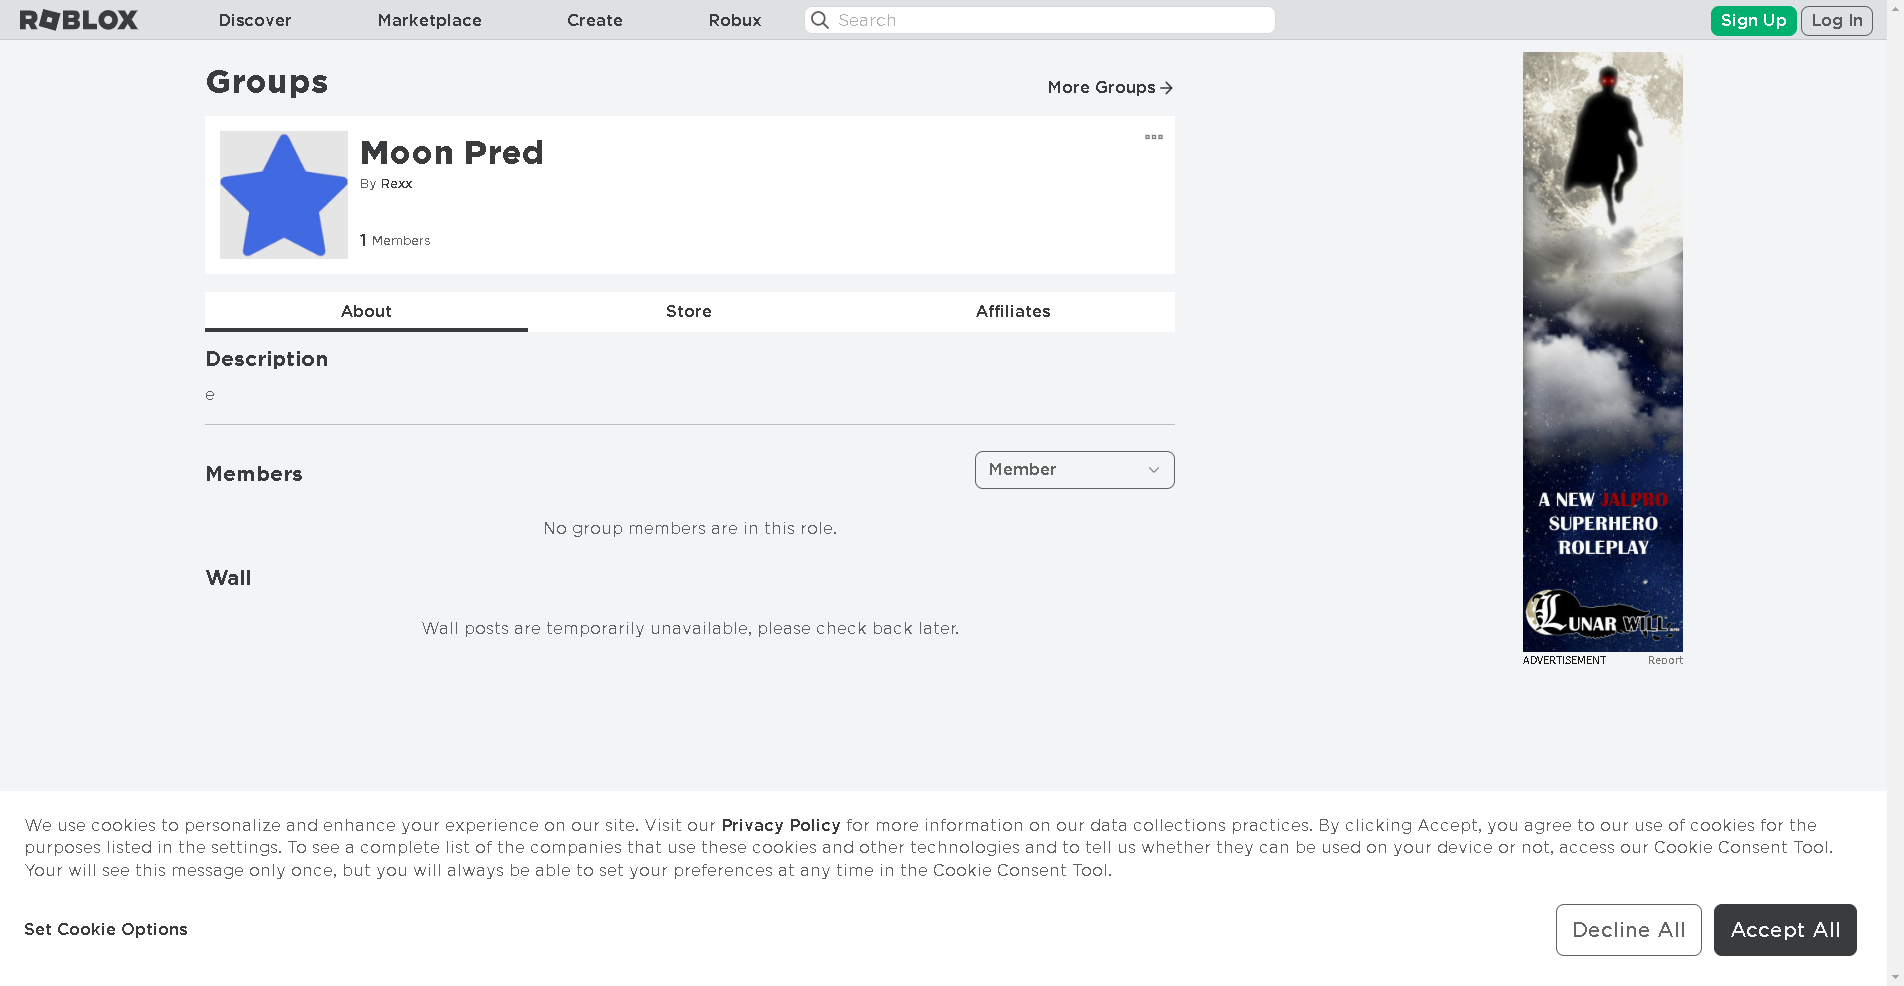 ROBLOX
Discover
Marketplace
Create
Robux
Search
Sign Up
Log In
Groups
More Groups
Moon Pred
By Rexx
1 Members
About
Store
Affiliates
Description
e
Members
Member
No group members are in this role.
Wall
Wall posts are temporarily unavailable, please check back later.
A NEW JAI PRO
SUPERHERO
ROLEPLAY
LUNAR WILL
ADVERTISEMENT
Report
We use cookies to personalize and enhance your experience on our site. Visit our Privacy Policy for more information on our data collections practices. By clicking Accept, you agree to our use of cookies for the
purposes listed in the settings. To see a complete list of the companies that use these cookies and other technologies and to tell us whether they can be used on your device or not, access our Cookie Consent Tool.
Your will see this message only once, but you will always be able to set your preferences at any time in the Cookie Consent Tool.
Set Cookie Options
Decline All
Accept All